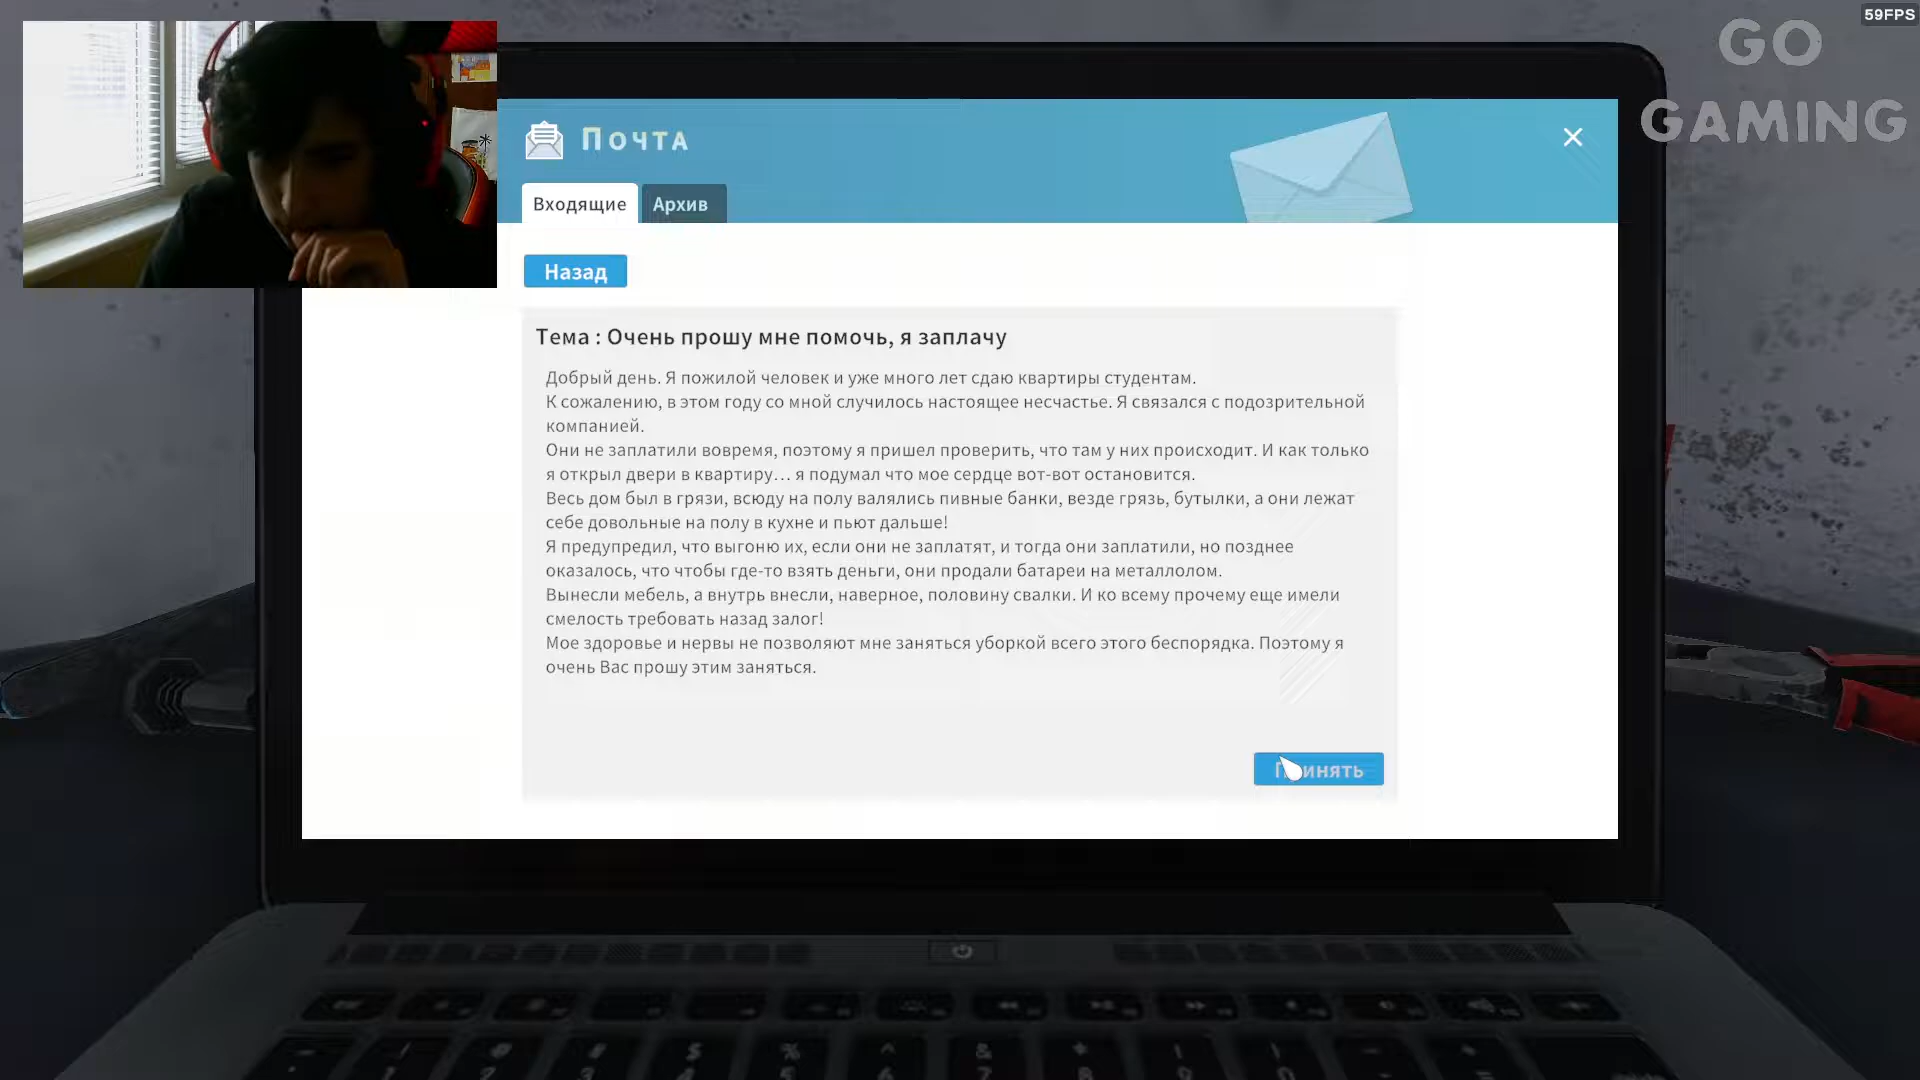 59FPS
GO
GAMING
Почта
Входящие
Архив
Назад
Тема : Очень прошу мне помочь, я заплачу
Добрый день. Я пожилой человек и уже много лет сдаю квартиры студентам.
К сожалению, в этом году со мной случилось настоящее несчастье. Я связался с подозрительной
компанией.
Они не заплатили вовремя, поэтому я пришел проверить, что там у них происходит. И как только
я открыл двери в квартиру... я подумал что мое сердце вот-вот остановится.
Весь дом был в грязи, всюду на полу валялись пивные банки, везде грязь, бутылки, а они лежат
себе довольные на полу в кухне и пьют дальше!
Я предупредил, что выгоню их, если они не заплатят, и тогда они заплатили, но позднее
оказалось, что чтобы где-то взять деньги, они продали батареи на металлолом.
Вынесли мебель, а внутрь внесли, наверное, половину свалки. И ко всему прочему еще имели
смелость требовать назад залог!
Мое здоровье и нервы не позволяют мне заняться уборкой всего этого беспорядка. Поэтому я
очень Вас прошу этим заняться.
Принять